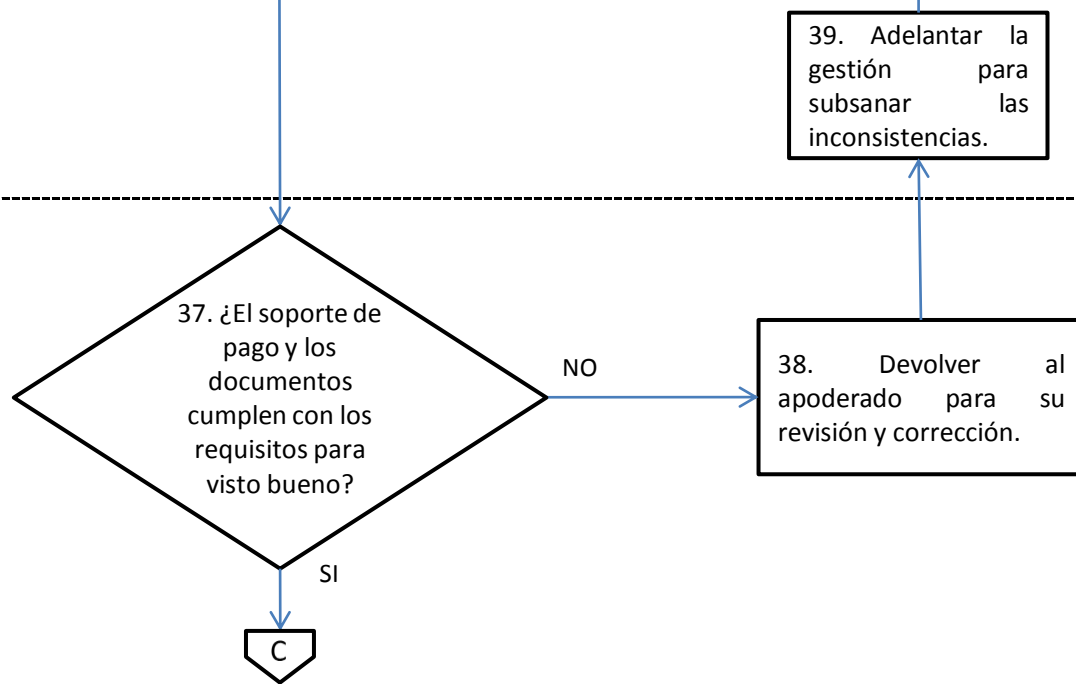 39. Adelantar la
gestión para
subsanar las
inconsistencias.
37. ¿El soporte de
pago y los
documentos
cumplen con los
requisitos para
visto bueno?
NO
38. Devolver al
apoderado para su
revisión y corrección.
SI
C